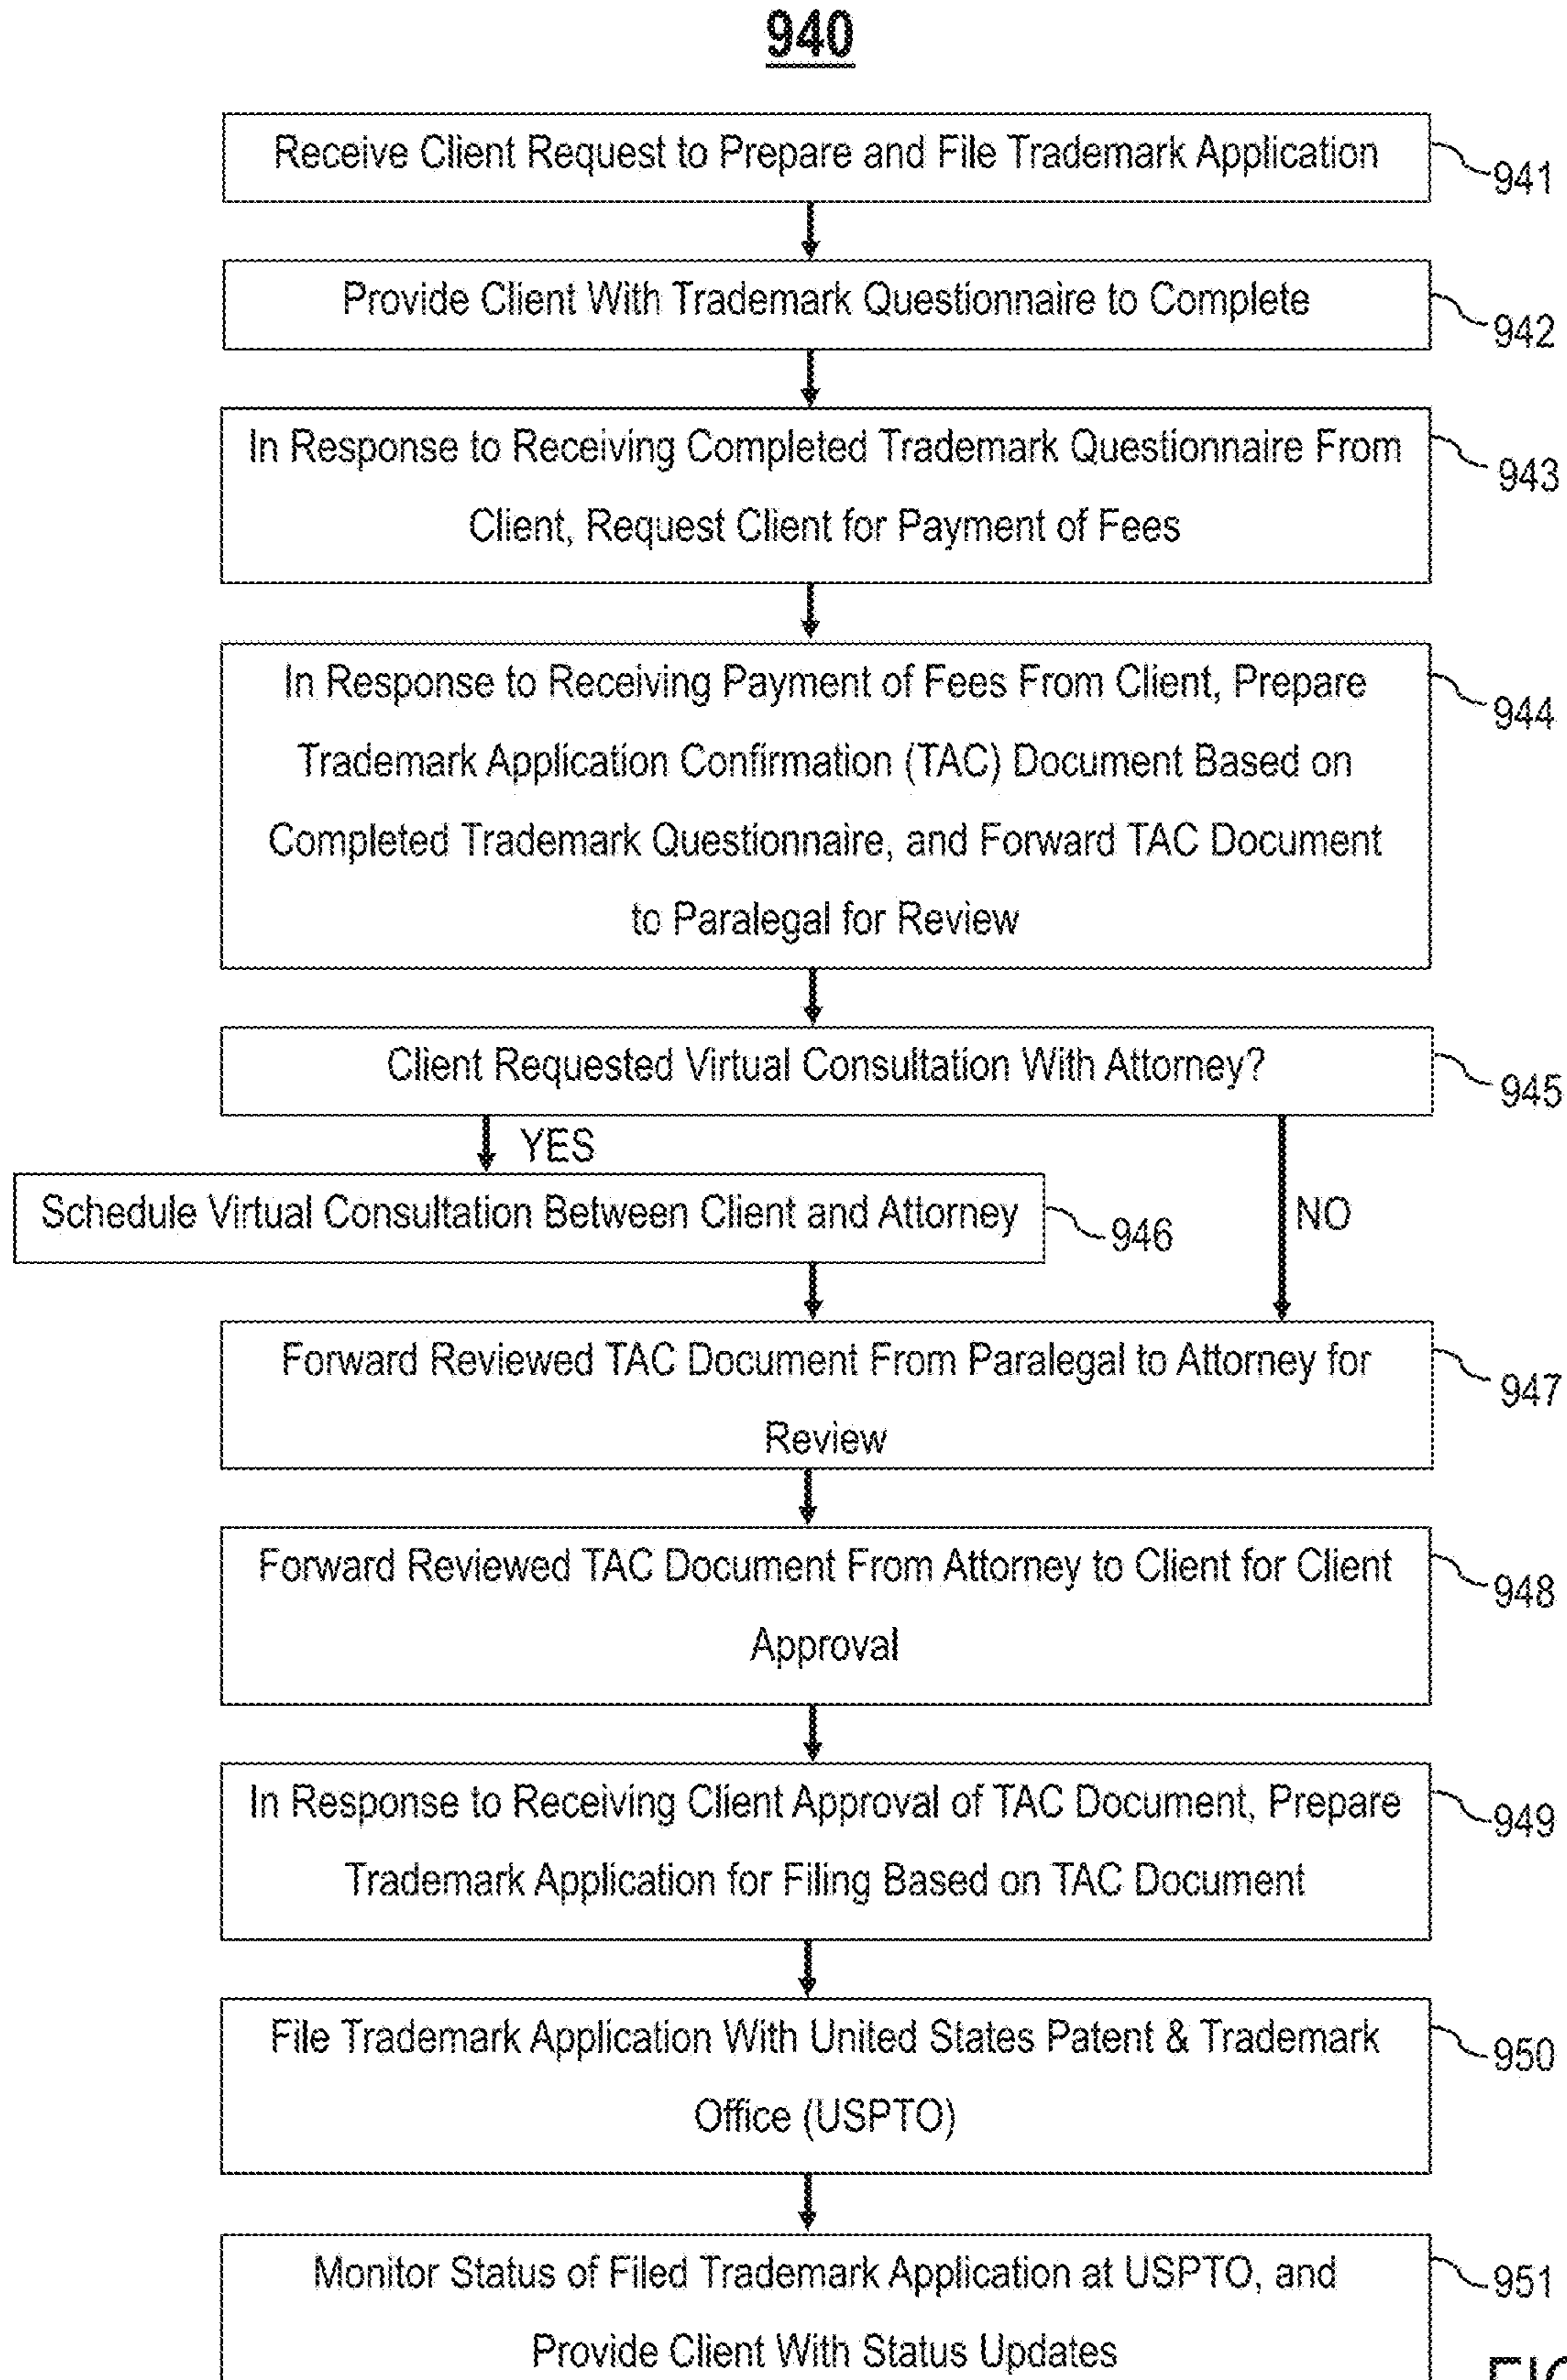 940
Receive Client Request to Prepare and File Trademark Application
941
Provide Client With Trademark Questionnaire to Complete
942
In Response to Receiving Completed Trademark Questionnaire From
Client, Request Client for Payment of Fees
943
In Response to Receiving Payment of Fees From Client, Prepare
Trademark Application Confirmation (TAC) Document Based on
Completed Trademark Questionnaire, and Forward TAC Document
to Paralegal for Review
944
Client Requested Virtual Consultation With Attorney?
945
YES
NO
Schedule Virtual Consultation Between Client and Attorney
946
Forward Reviewed TAC Document From Paralegal to Attorney for
Review
947
Forward Reviewed TAC Document From Attorney to Client for Client
Approval
948
In Response to Receiving Client Approval of TAC Document, Prepare
Trademark Application for Filing Based on TAC Document
949
File Trademark Application With United States Patent & Trademark
Office (USPTO)
950
Monitor Status of Filed Trademark Application at USPTO, and
Provide Client With Status Updates
951